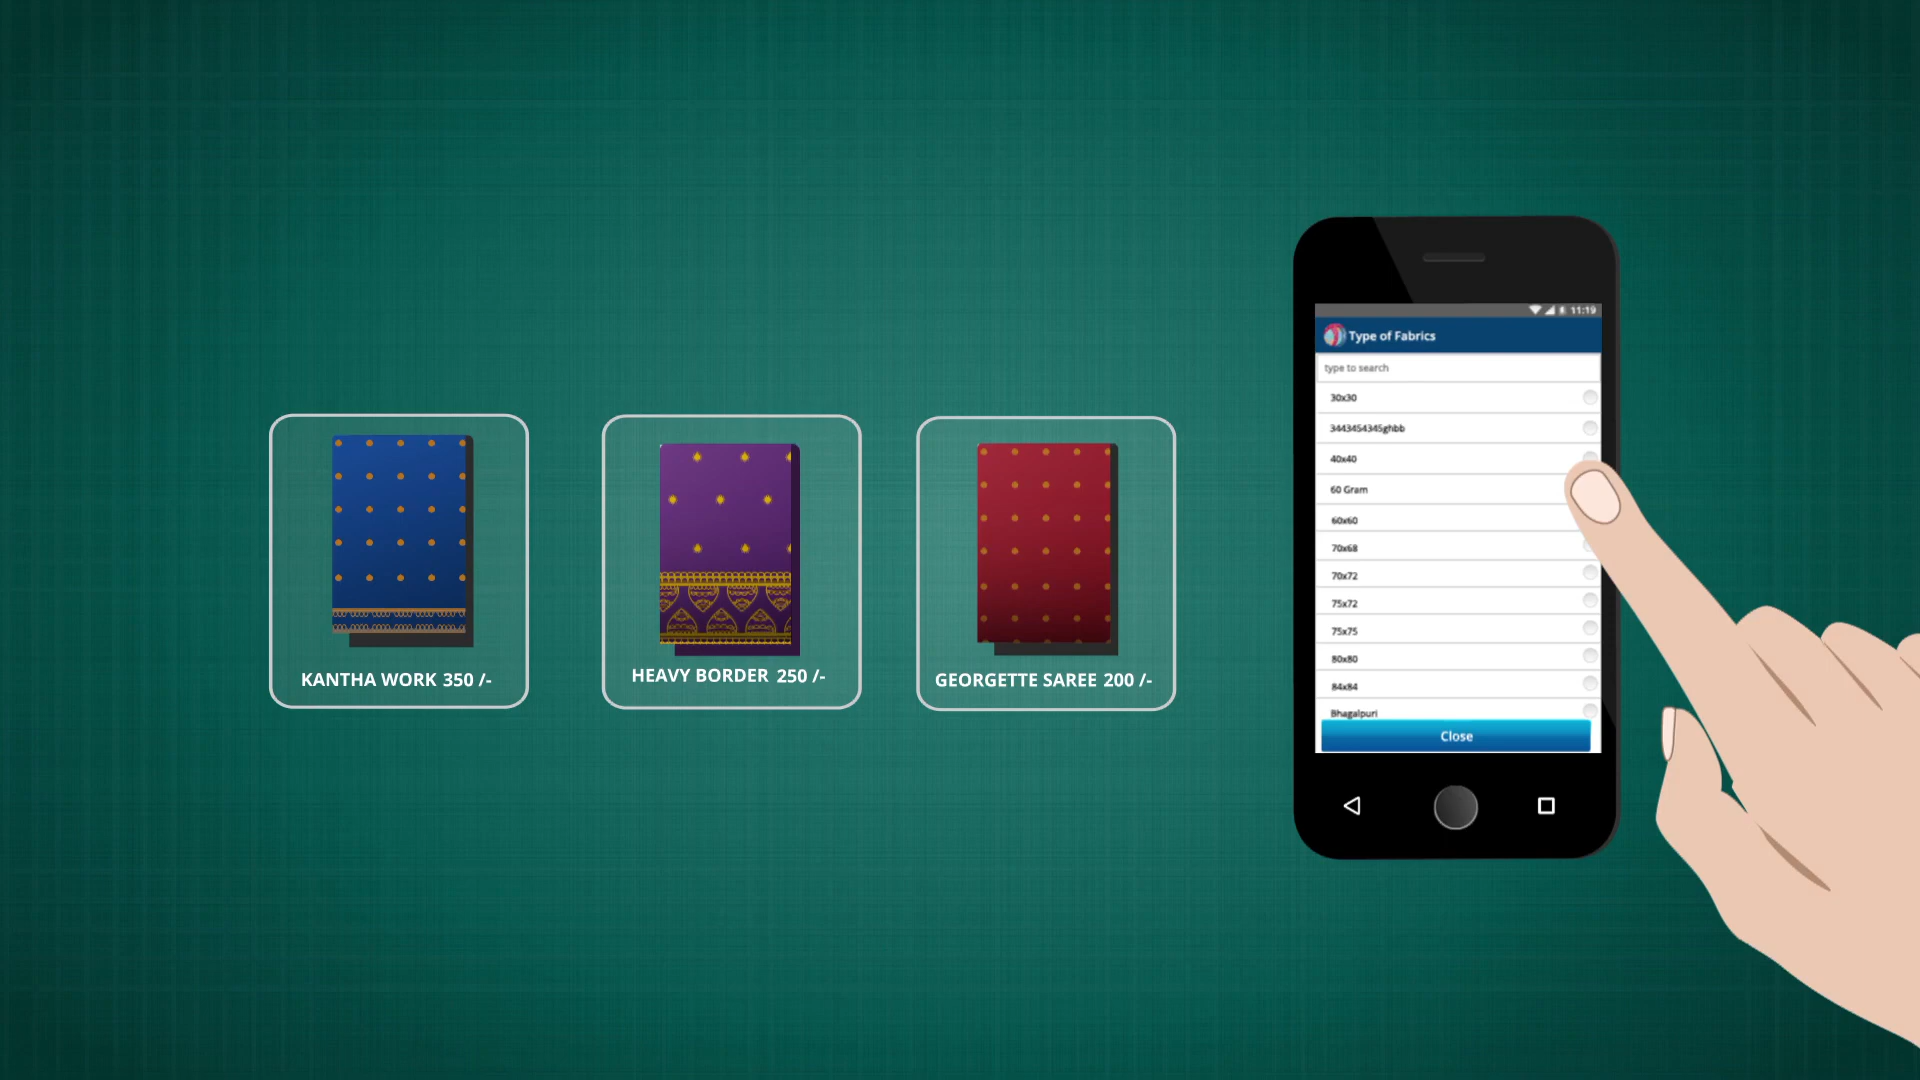 KANTHA WORK 350 /-
HEAVY BORDER 250 /-
GEORGETTE SAREE 200 /-
11:19
Type of Fabrics
type to search
30x30
3443454345ghbb
40x40
60 Gram
60x60
70x68
70x72
75x72
75x75
80x80
84x84
Bhagalpuri
Close